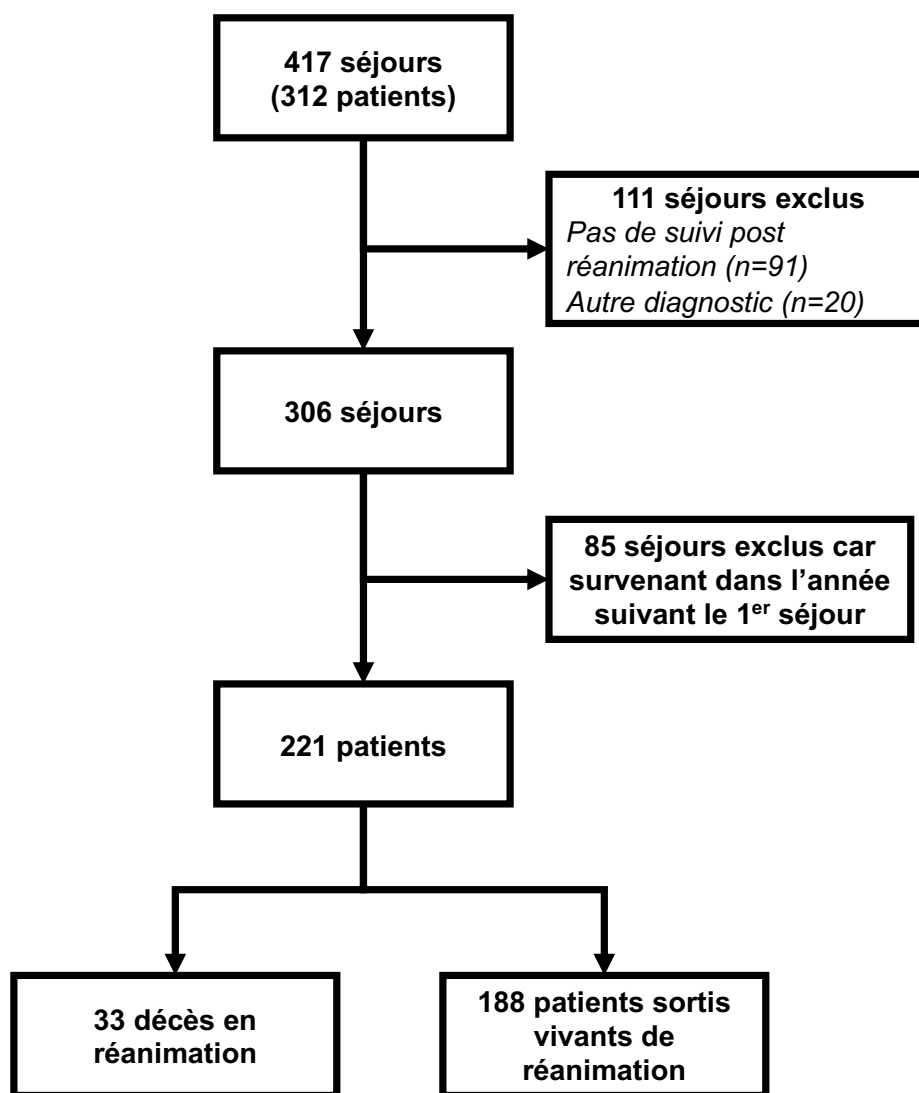 417 séjours
(312 patients)
111 séjours exclus
Pas de suivi post
réanimation (n=91)
Autre diagnostic (n=20)
306 séjours
85 séjours exclus car
survenant dans l’année
suivant le 1er séjour
221 patients
33 décès en
réanimation
188 patients sortis
vivants de
réanimation